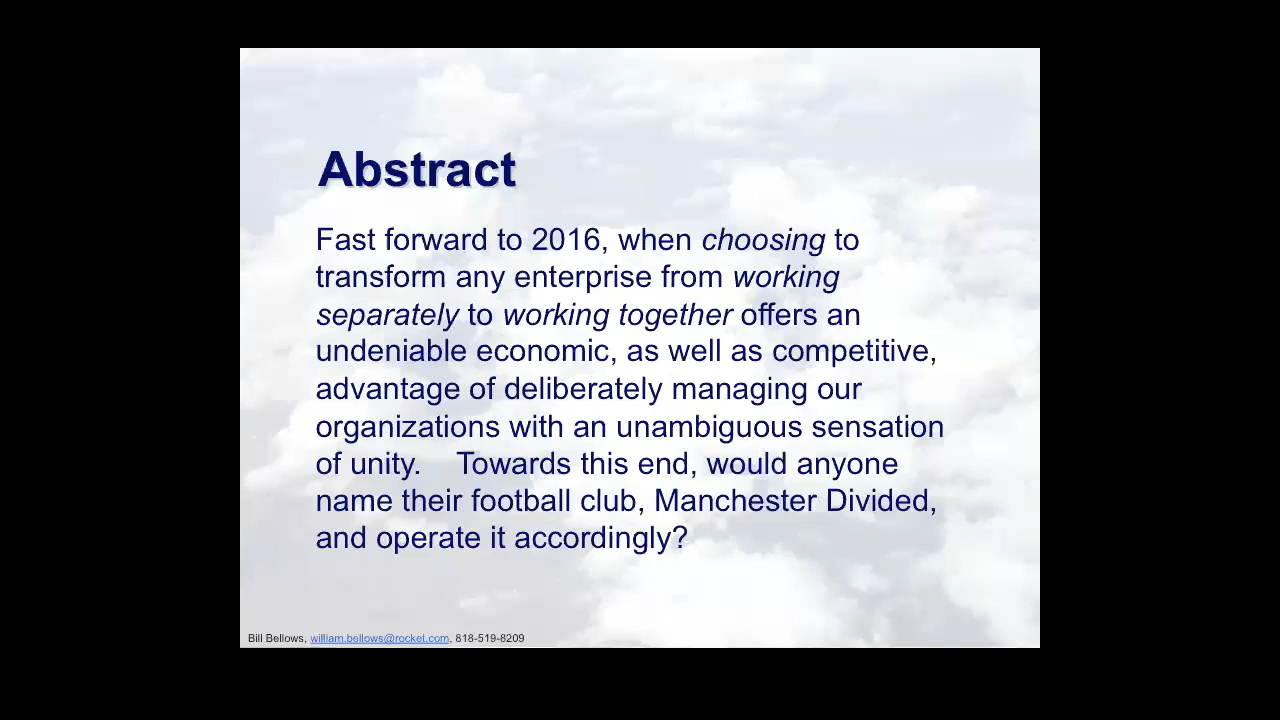 Abstract
Fast forward to 2016, when choosing to
transform any enterprise from working
separately to working together offers an
undeniable economic, as well as competitive,
advantage of deliberately managing our
organizations with an unambiguous sensation
of unity.    Towards this end, would anyone
name their football club, Manchester Divided,
and operate it accordingly?
Bill Bellows, william.bellows@rocket.com, 818-519-8209